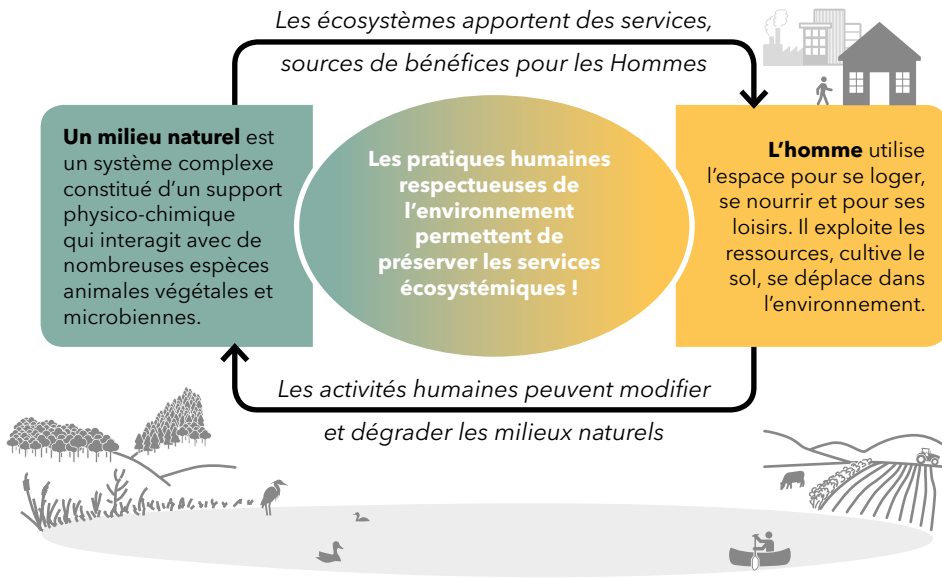 Les écosystèmes apportent des services,
sources de bénéfices pour les Hommes
Un milieu naturel est
un système complexe
constitué d'un support
physico-chimique
qui interagit avec de
nombreuses espèces
animales végétales et
microbiennes.
Les pratiques humaines
respectueuses de
l'environnement
permettent de
préserver les services
écosystémiques !
L'homme utilise
l'espace pour se loger,
se nourrir et pour ses
loisirs. Il exploite les
ressources, cultive le
sol, se déplace dans
l'environnement.
Les activités humaines peuvent modifier
et dégrader les milieux naturels